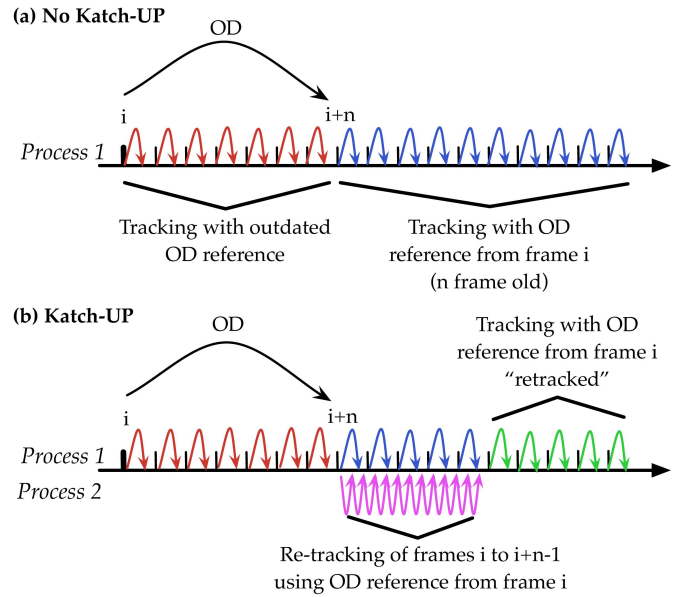 (a) No Katch-UP
OD
i
i+n
Process 1
Tracking with outdated
OD reference
Tracking with OD
reference from frame i
(n frame old)
(b) Katch-UP
OD
Tracking with OD
reference from frame i
“retracked”
i
i+n
Process 1
Process 2
Re-tracking of frames i to i+n-1
using OD reference from frame i